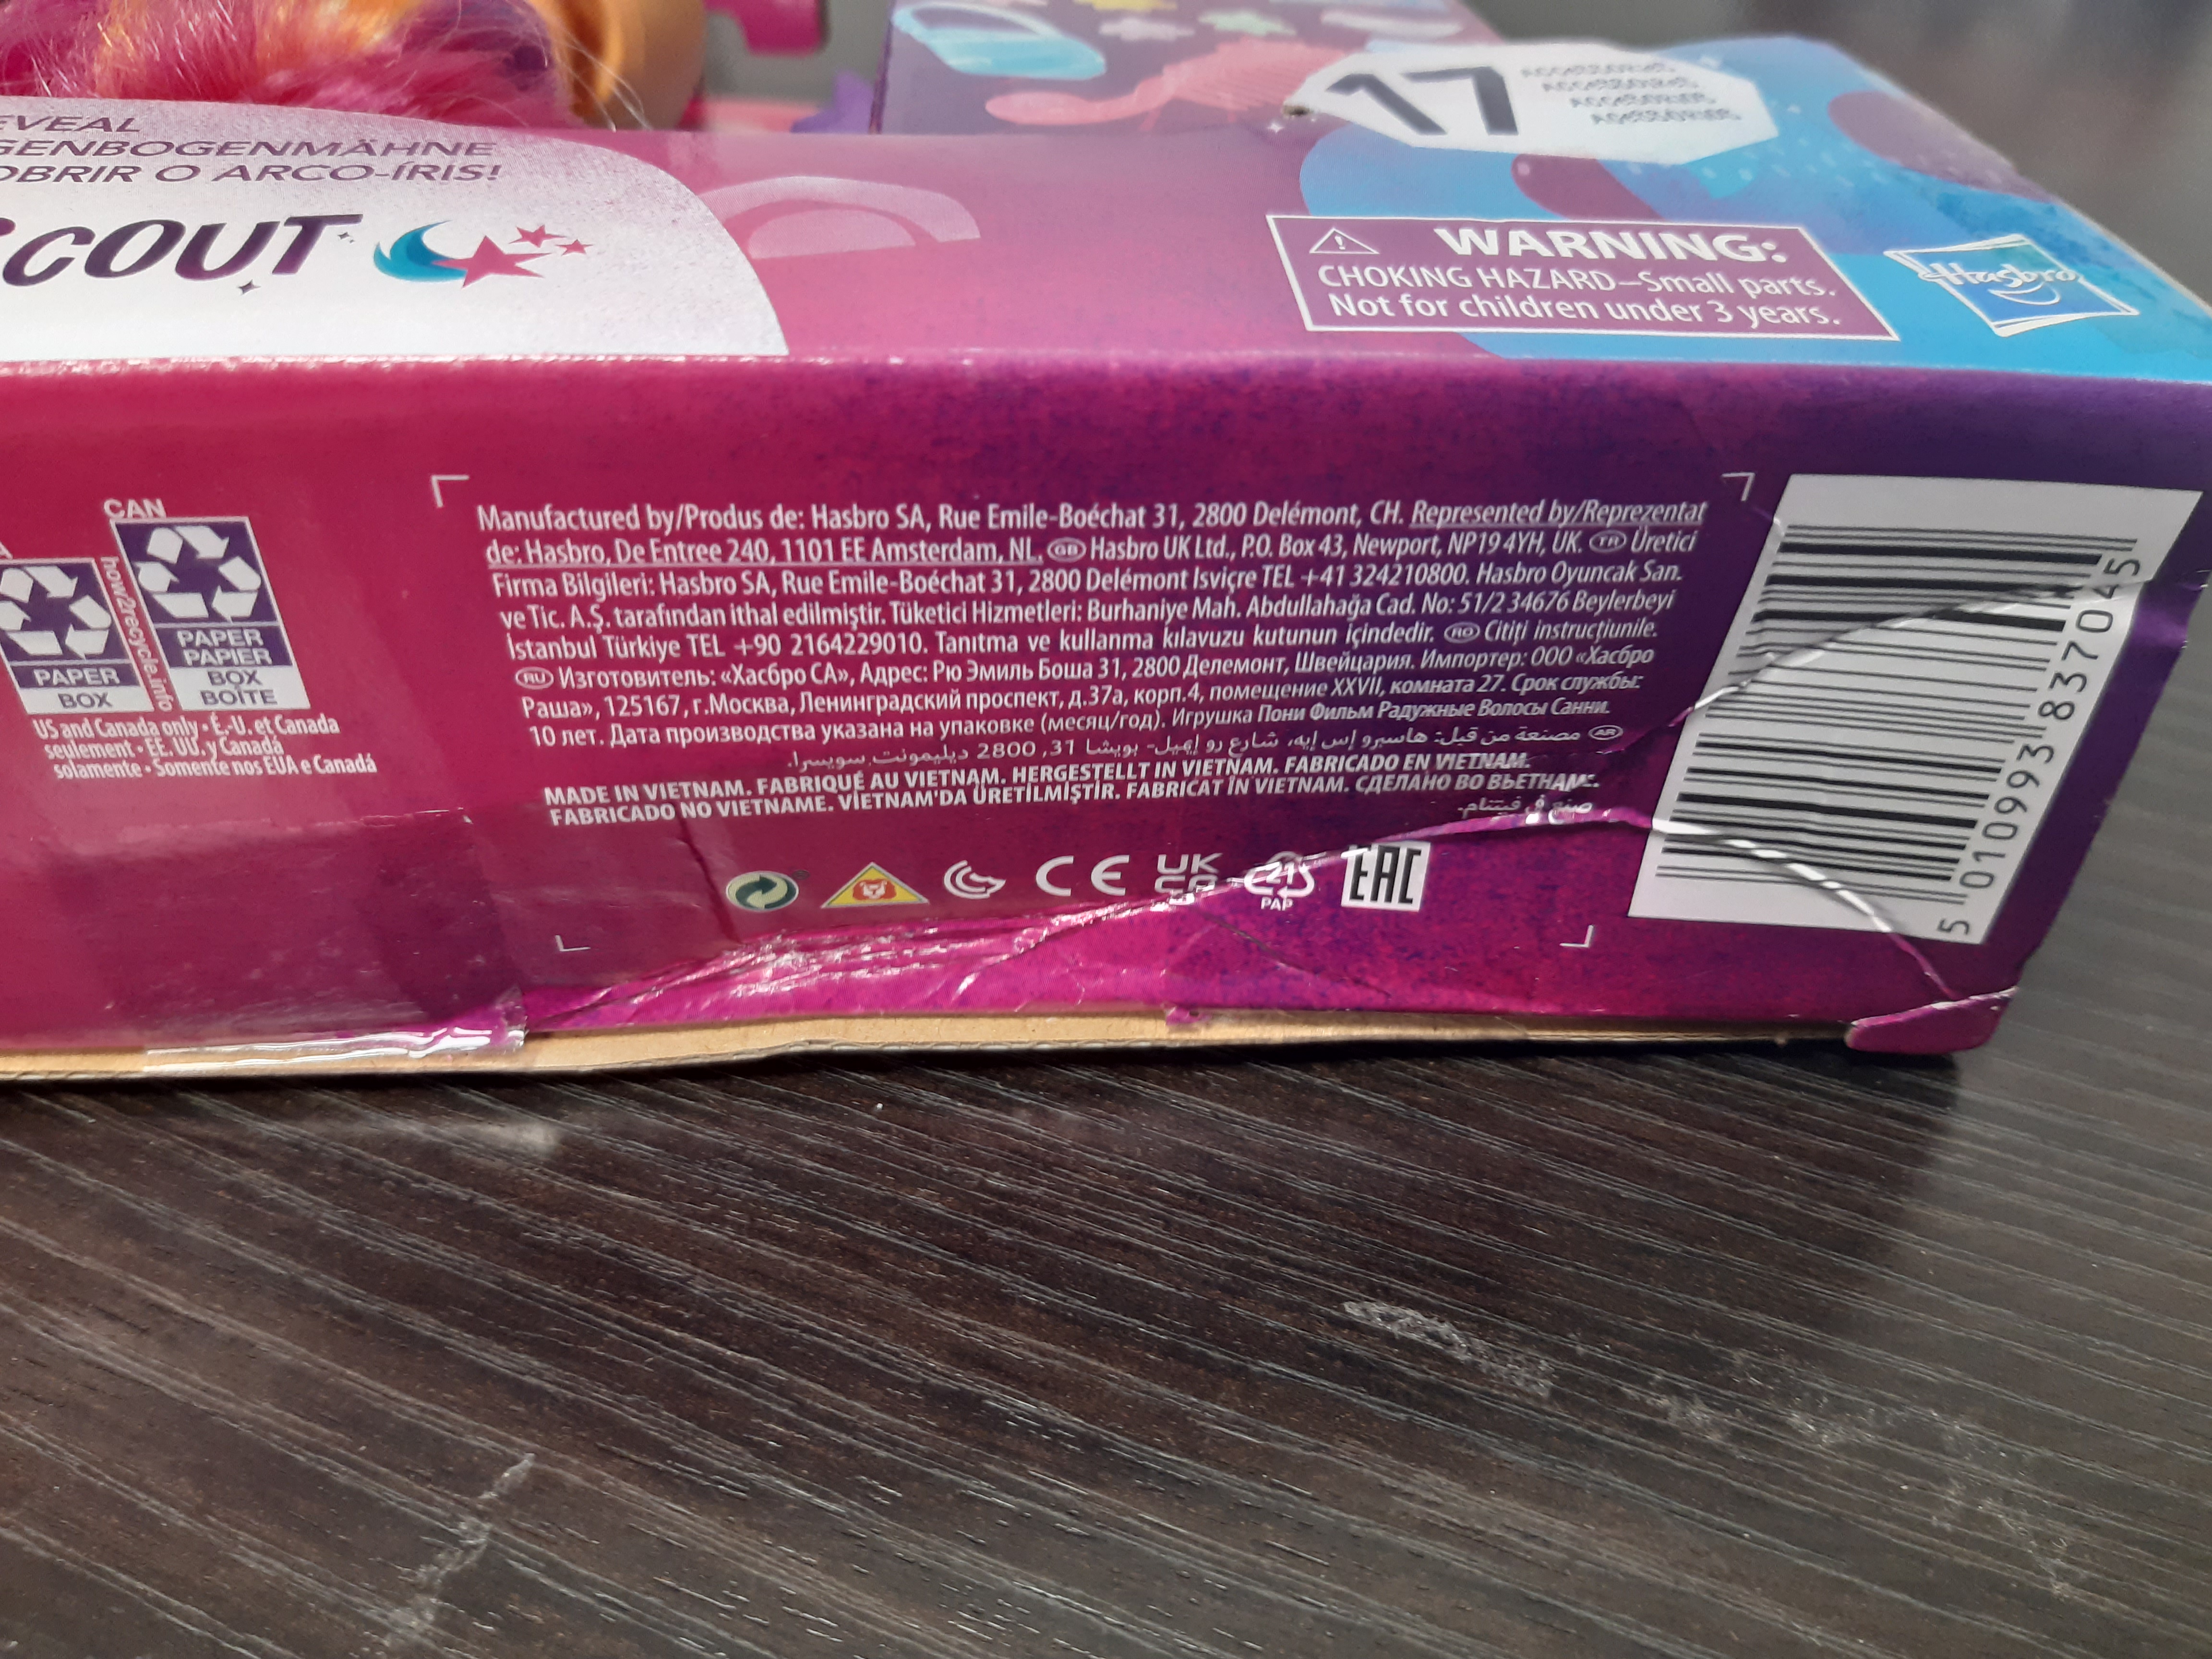 EVEAL
GENBOGENMÄHNE
OBRIR O ARCO-ÍRIS!
SCOUT
17
ACCESSORIES
ACCESSOIRES
ACCESORIOS
ACESSÓRIOS
WARNING:
CHOKING HAZARD–Small parts.
Not for children under 3 years.
Hasbro
CAN
how2recycle.info
PAPER
BOX
PAPER
PAPIER
BOX
BOÎTE
US and Canada only • É.-U. et Canada
seulement • EE. UU. y Canadá
solamente • Somente nos EUA e Canadá
Manufactured by/Produs de: Hasbro SA, Rue Emile-Boéchat 31, 2800 Delémont, CH. Represented by/Reprezentat
de: Hasbro, De Entree 240, 1101 EE Amsterdam, NL. GB Hasbro UK Ltd., P.O. Box 43, Newport, NP19 4YH, UK. TR Üretici
Firma Bilgileri: Hasbro SA, Rue Emile-Boéchat 31, 2800 Delémont İsviçre TEL +41 324210800. Hasbro Oyuncak San.
ve Tic. A.Ş. tarafından ithal edilmiştir. Tüketici Hizmetleri: Burhaniye Mah. Abdullahağa Cad. No: 51/2 34676 Beylerbeyi
İstanbul Türkiye TEL +90 2164229010. Tanıtma ve kullanma kılavuzu kutunun içindedir. RO Citiți instrucțiunile.
RU Изготовитель: «Хасбро СА», Адрес: Рю Эмиль Боша 31, 2800 Делемонт, Швейцария. Импортер: ООО «Хасбро
Раша», 125167, г.Москва, Ленинградский проспект, д.37а, корп.4, помещение XXVII, комната 27. Срок службы:
10 лет. Дата производства указана на упаковке (месяц/год). Игрушка Пони Фильм Радужные Волосы Санни.
AR مصنعة من قبل: هاسبرو إس إيه، شارع رو إميل- بويشا 31, 2800 ديليمونت، سويسرا.
MADE IN VIETNAM. FABRIQUÉ AU VIETNAM. HERGESTELLT IN VIETNAM. FABRICADO EN VIETNAM.
FABRICADO NO VIETNAME. VİETNAM'DA ÜRETİLMİŞTİR. FABRICAT ÎN VIETNAM. СДЕЛАНО ВО ВЬЕТНАМЕ.
صنع في فيتنام.
CE
UK
CA
21
PAP
EAC
5 010993 837045